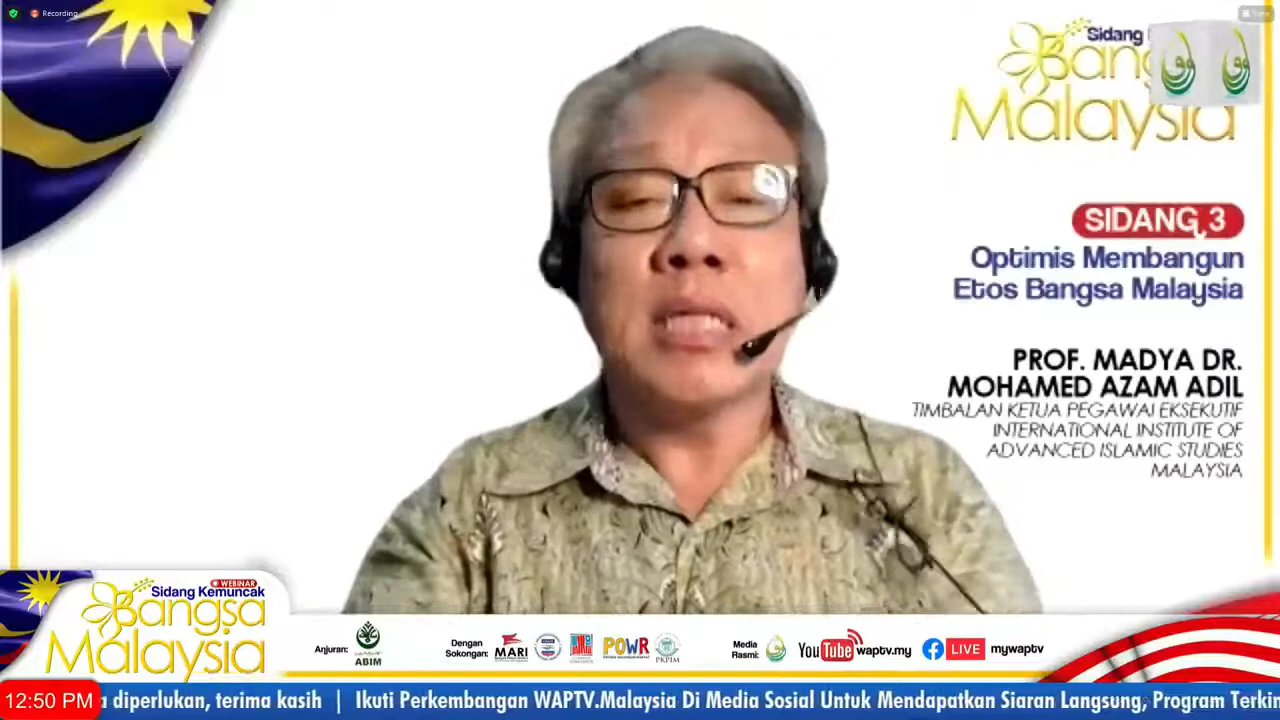 Recording
View
Sidang
Bang
Malaysia
SIDANG 3
Optimis Membangun
Etos Bangsa Malaysia
PROF. MADYA DR.
MOHAMED AZAM ADIL
TIMBALAN KETUA PEGAWAI EKSEKUTIF
INTERNATIONAL INSTITUTE OF
ADVANCED ISLAMIC STUDIES
MALAYSIA
WEBINAR
Sidang Kemuncak
Bangsa
Malaysia
Anjuran:
ABIM
Dengan
Sokongan:
MARI
POWR
PKPIM
Media
Rasmi:
YouTube waptv.my
LIVE mywaptv
12:50 PM
a diperlukan, terima kasih | Ikuti Perkembangan WAPTV.Malaysia Di Media Sosial Untuk Mendapatkan Siaran Langsung, Program Terkin